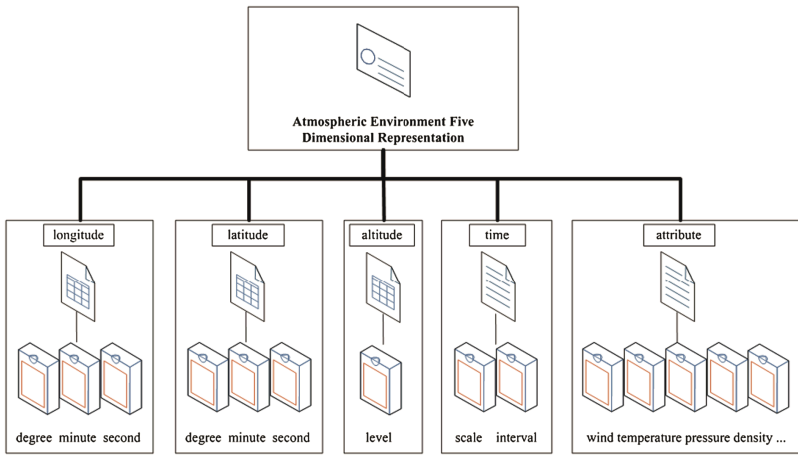 Atmospheric Environment Five
Dimensional Representation
longitude
latitude
altitude
time
attribute
degree minute second
degree minute second
level
scale interval
wind temperature pressure density ...